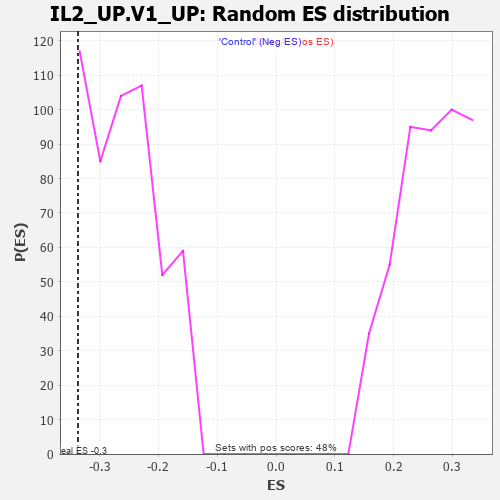 IL2_UP.V1_UP: Random ES distribution
'Control' (Neg ES)os ES)
120
110
100
90
80
70
60
50
40
30
20
10
0
P(ES)
eal ES -0.3
Sets with pos scores: 48%
-0.3 -0.2 -0.1 0.0 0.1 0.2 0.3
ES